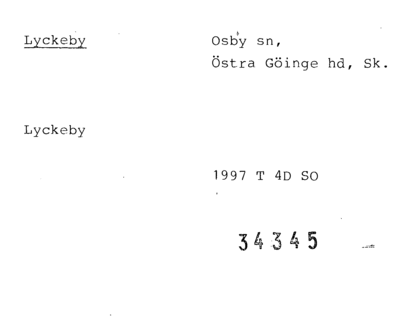 Lyckeby
Osby sn,
Östra Göinge hd, Sk.
Lyckeby
1997 T 4D SO
34345